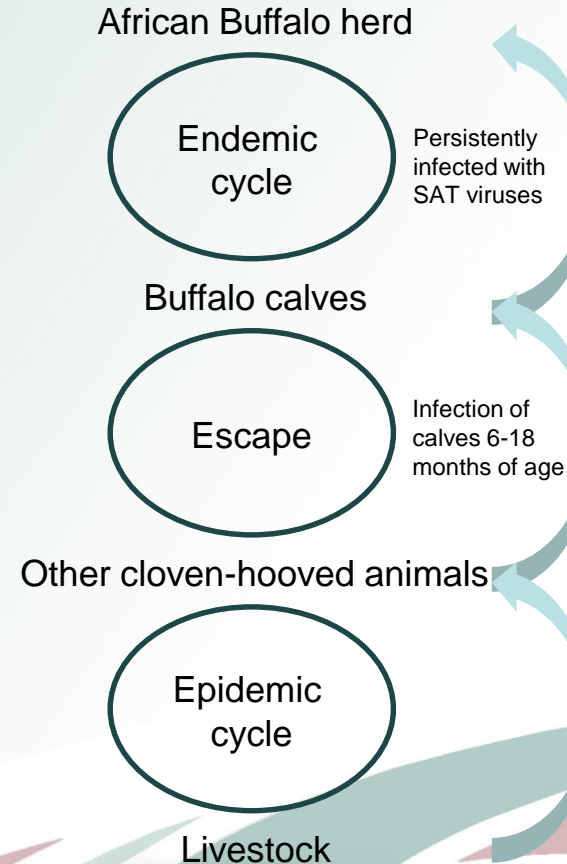 African Buffalo herd
Endemic
cycle
Persistently
infected with
SAT viruses
Buffalo calves
Escape
Infection of
calves 6-18
months of age
Other cloven-hooved animals
Epidemic
cycle
Livestock